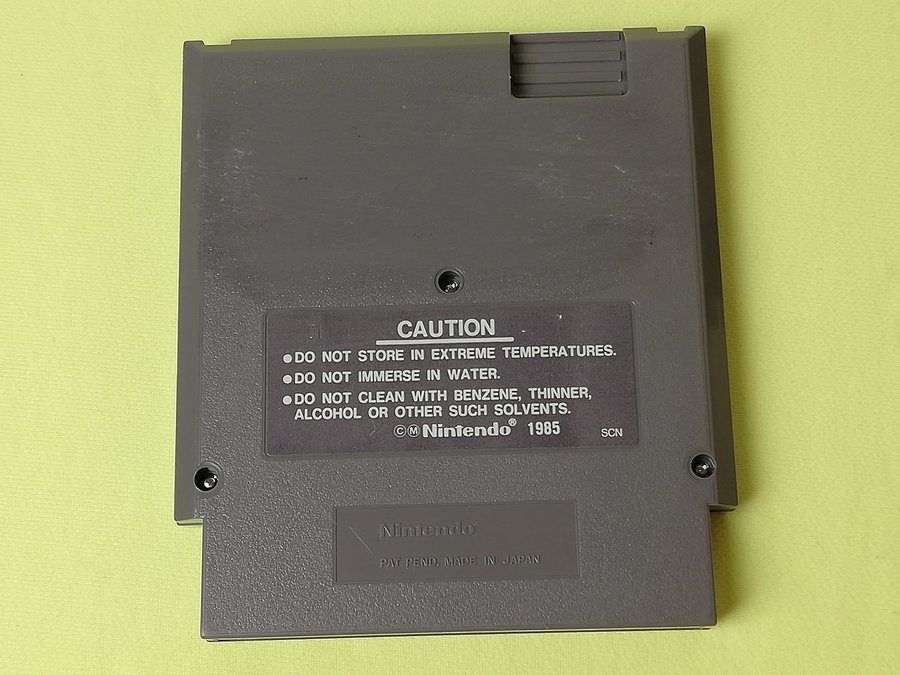 CAUTION
●DO NOT STORE IN EXTREME TEMPERATURES.
●DO NOT IMMERSE IN WATER.
●DO NOT CLEAN WITH BENZENE, THINNER,
ALCOHOL OR OTHER SUCH SOLVENTS.
ⒸⓂNintendo® 1985 SCN
Nintendo®
PAT. PEND. MADE IN JAPAN